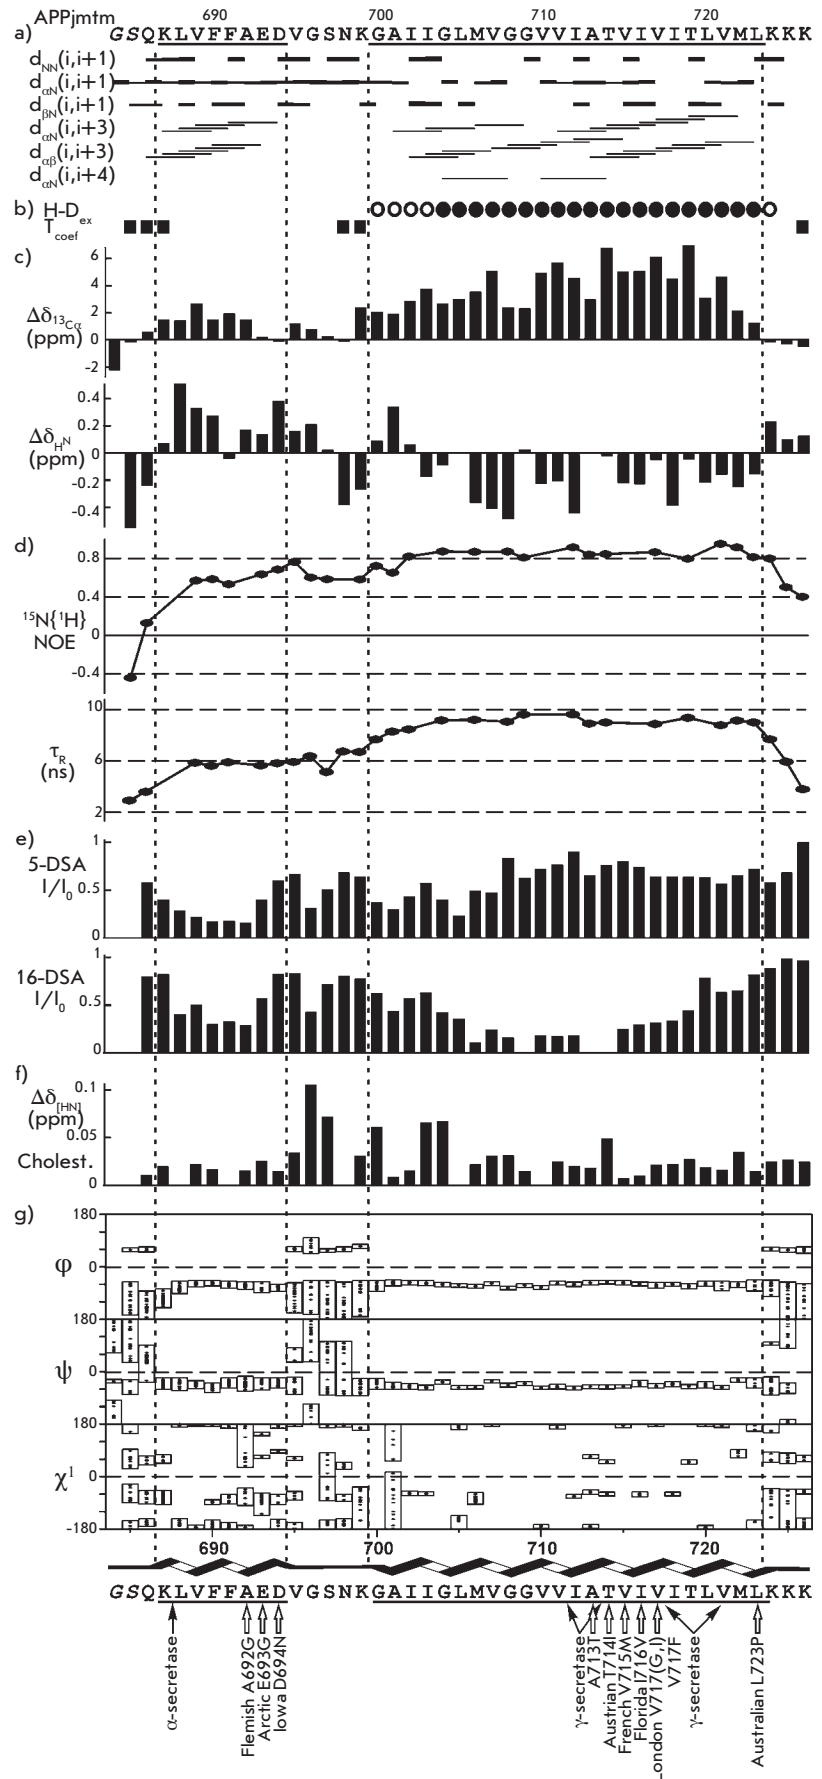 APPjmtm 690 700 710 720
a) GSQKLVFFAEDVGSNKGAIIGLMVGGVVIATVIVITLVMLKKK
dNN(i,i+1)
dαN(i,i+1)
dβN(i,i+1)
dαN(i,i+3)
dαβ(i,i+3)
dαN(i,i+4)
b) H-Dex
Tcoef
c) 6
4
Δδ13Cα 2
(ppm) 0
-2
0.4
ΔδHN 0.2
(ppm) 0
-0.2
-0.4
d) 0.8
0.4
15N{1H} 0
NOE
-0.4
10
τR
(ns) 6
2
e) 1
5-DSA
I/I0 0.5
0
1
16-DSA
I/I0 0.5
0
f) 0.1
Δδ[HN]
(ppm) 0.05
Cholest.
0
g) 180
φ 0
180
ψ 0
180
χ1 0
-180
690 700 710 720
GSQKLVFFAEDVGSNKGAIIGLMVGGVVIATVIVITLVMLKKK
α-secretase
Flemish A692G
Arctic E693G
Iowa D694N
γ-secretase
A713T
Austrian T714I
French V715M
Florida I716V
London V717(G,I)
V717F
γ-secretase
Australian L723P